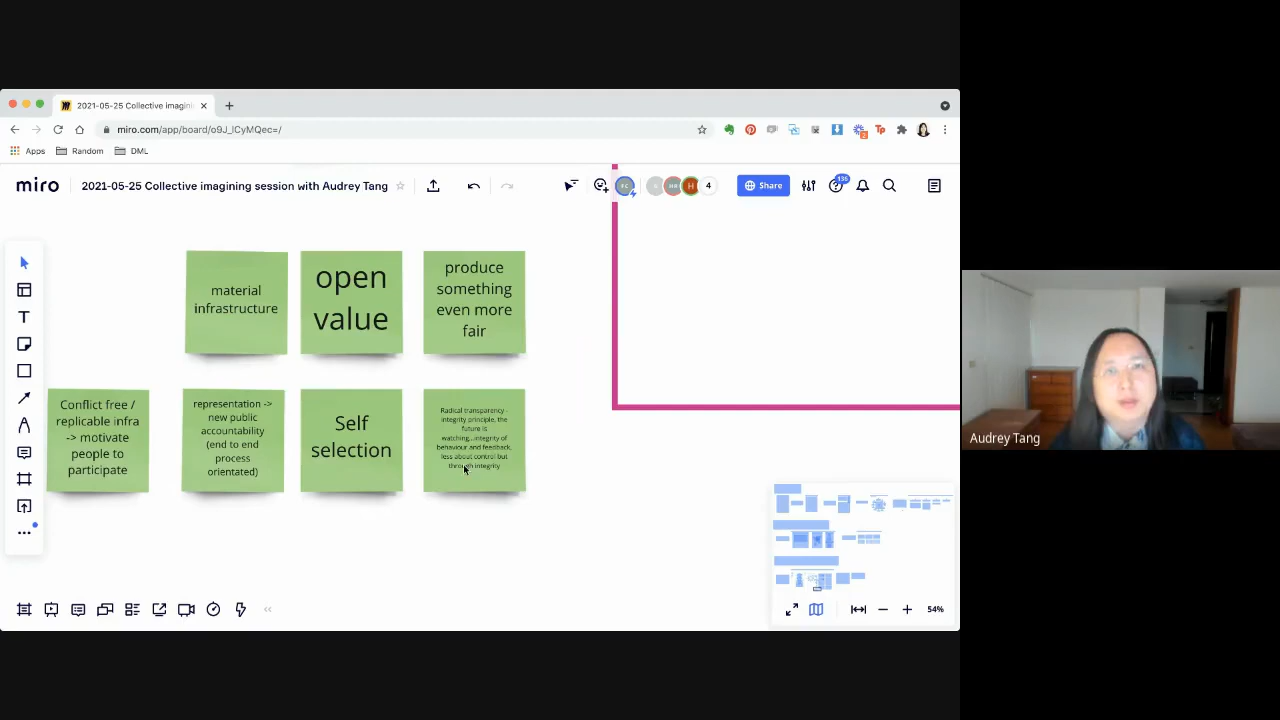 2021-05-25 Collective imagin
miro.com/app/board/o9J_lCyMQec=/
Apps
Random
DML
miro
2021-05-25 Collective imagining session with Audrey Tang
4
Share
136
material
infrastructure
open
value
produce
something
even more
fair
Conflict free /
replicable infra
-> motivate
people to
participate
representation ->
new public
accountability
(end to end
process
orientated)
Self
selection
Radical transparency -
integrity principle, the
future is
watching...integrity of
behaviour and feedback,
less about control but
through integrity
Audrey Tang
54%